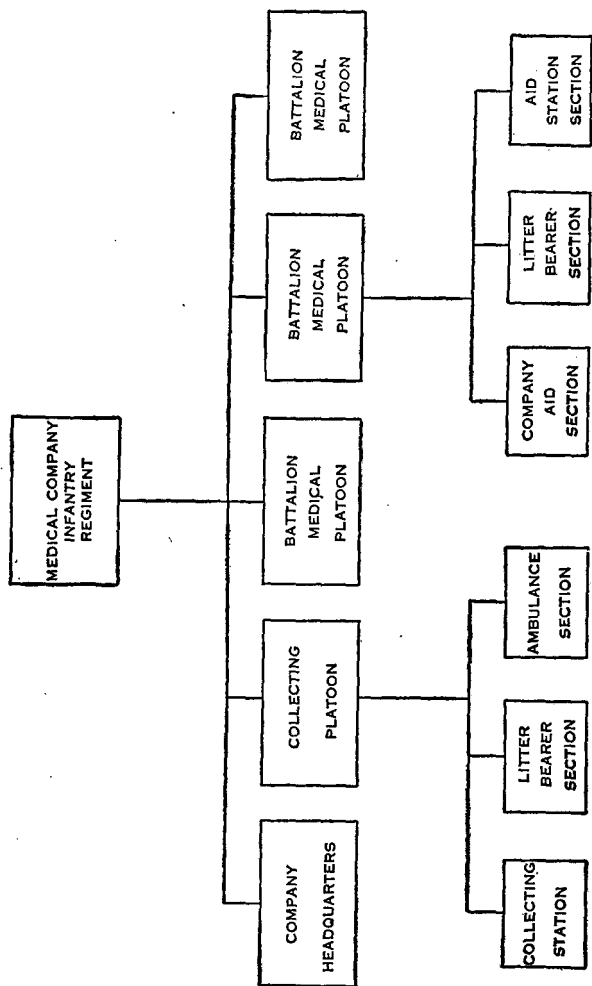 MEDICAL COMPANY
INFANTRY
REGIMENT
COMPANY
HEADQUARTERS
COLLECTING
PLATOON
BATTALION
MEDICAL
PLATOON
BATTALION
MEDICAL
PLATOON
BATTALION
MEDICAL
PLATOON
COLLECTING
STATION
LITTER
BEARER
SECTION
AMBULANCE
SECTION
COMPANY
AID
SECTION
LITTER
BEARER
SECTION
AID
STATION
SECTION